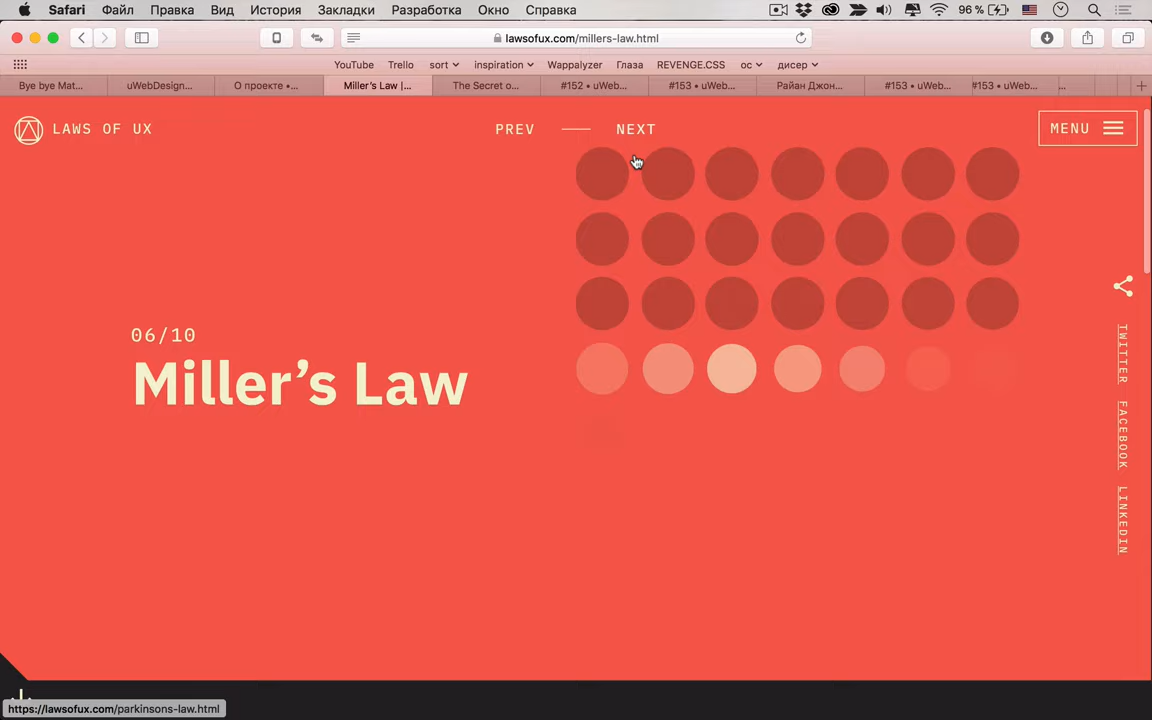 Safari Файл Правка Вид История Закладки Разработка Окно Справка 96 %
lawsofux.com/millers-law.html
YouTube Trello sort inspiration Wappalyzer Глаза REVENGE.CSS ос дисер
Bye bye Mat... uWebDesign... О проекте •... Miller's Law |... The Secret o... #152 • uWeb... #153 • uWeb... Райан Джон... #153 • uWeb... #153 • uWeb... ...
LAWS OF UX PREV NEXT MENU
06/10
Miller’s Law
TWITTER
FACEBOOK
LINKEDIN
https://lawsofux.com/parkinsons-law.html